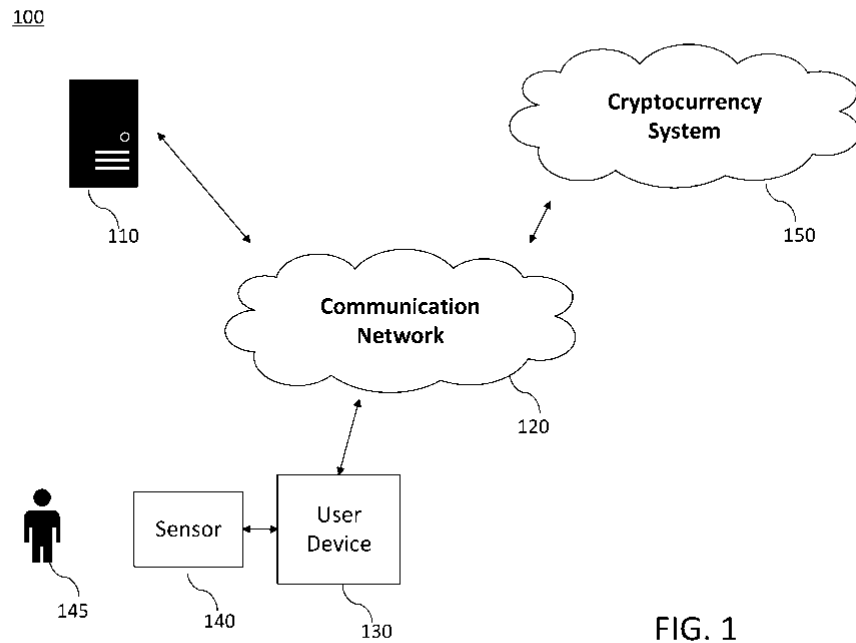 100
Cryptocurrency
System
110
150
Communication
Network
120
Sensor
User
Device
145
140
130
FIG. 1